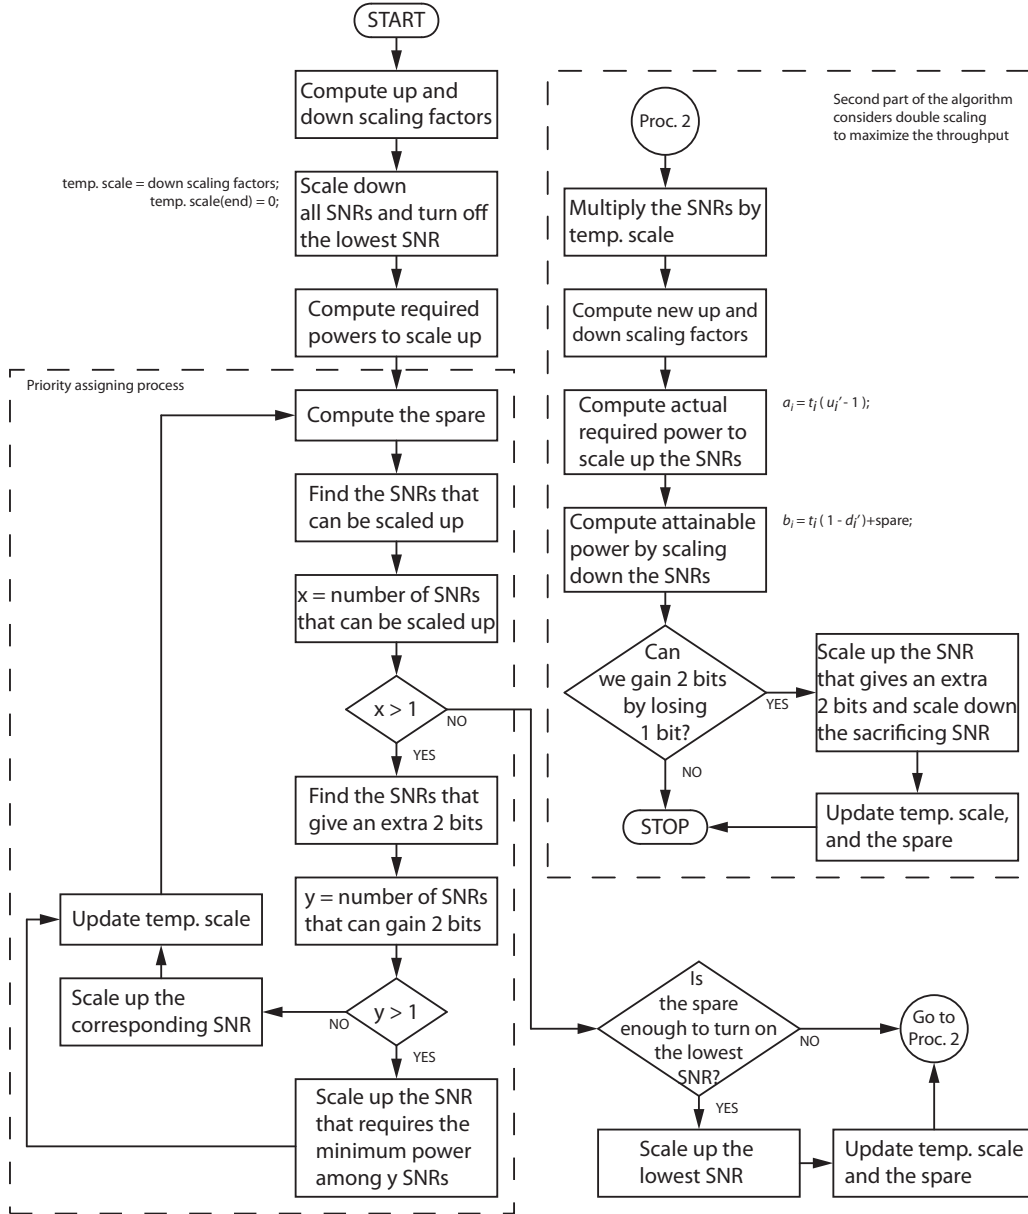 START
Compute up and
down scaling factors
temp. scale = down scaling factors;
temp. scale(end) = 0;
Scale down
all SNRs and turn off
the lowest SNR
Compute required
powers to scale up
Priority assigning process
Compute the spare
Find the SNRs that
can be scaled up
x = number of SNRs
that can be scaled up
x > 1
NO
YES
Find the SNRs that
give an extra 2 bits
y = number of SNRs
that can gain 2 bits
Update temp. scale
Scale up the
corresponding SNR
NO
y > 1
YES
Scale up the SNR
that requires the
minimum power
among y SNRs
Second part of the algorithm
considers double scaling
to maximize the throughput
Proc. 2
Multiply the SNRs by
temp. scale
Compute new up and
down scaling factors
Compute actual
required power to
scale up the SNRs
aᵢ = tᵢ ( uᵢ' - 1);
Compute attainable
power by scaling
down the SNRs
bᵢ = tᵢ ( 1 - dᵢ')+spare;
Can
we gain 2 bits
by losing
1 bit?
YES
NO
Scale up the SNR
that gives an extra
2 bits and scale down
the sacrificing SNR
Update temp. scale,
and the spare
STOP
Is
the spare
enough to turn on
the lowest
SNR?
NO
YES
Go to
Proc. 2
Scale up the
lowest SNR
Update temp. scale
and the spare